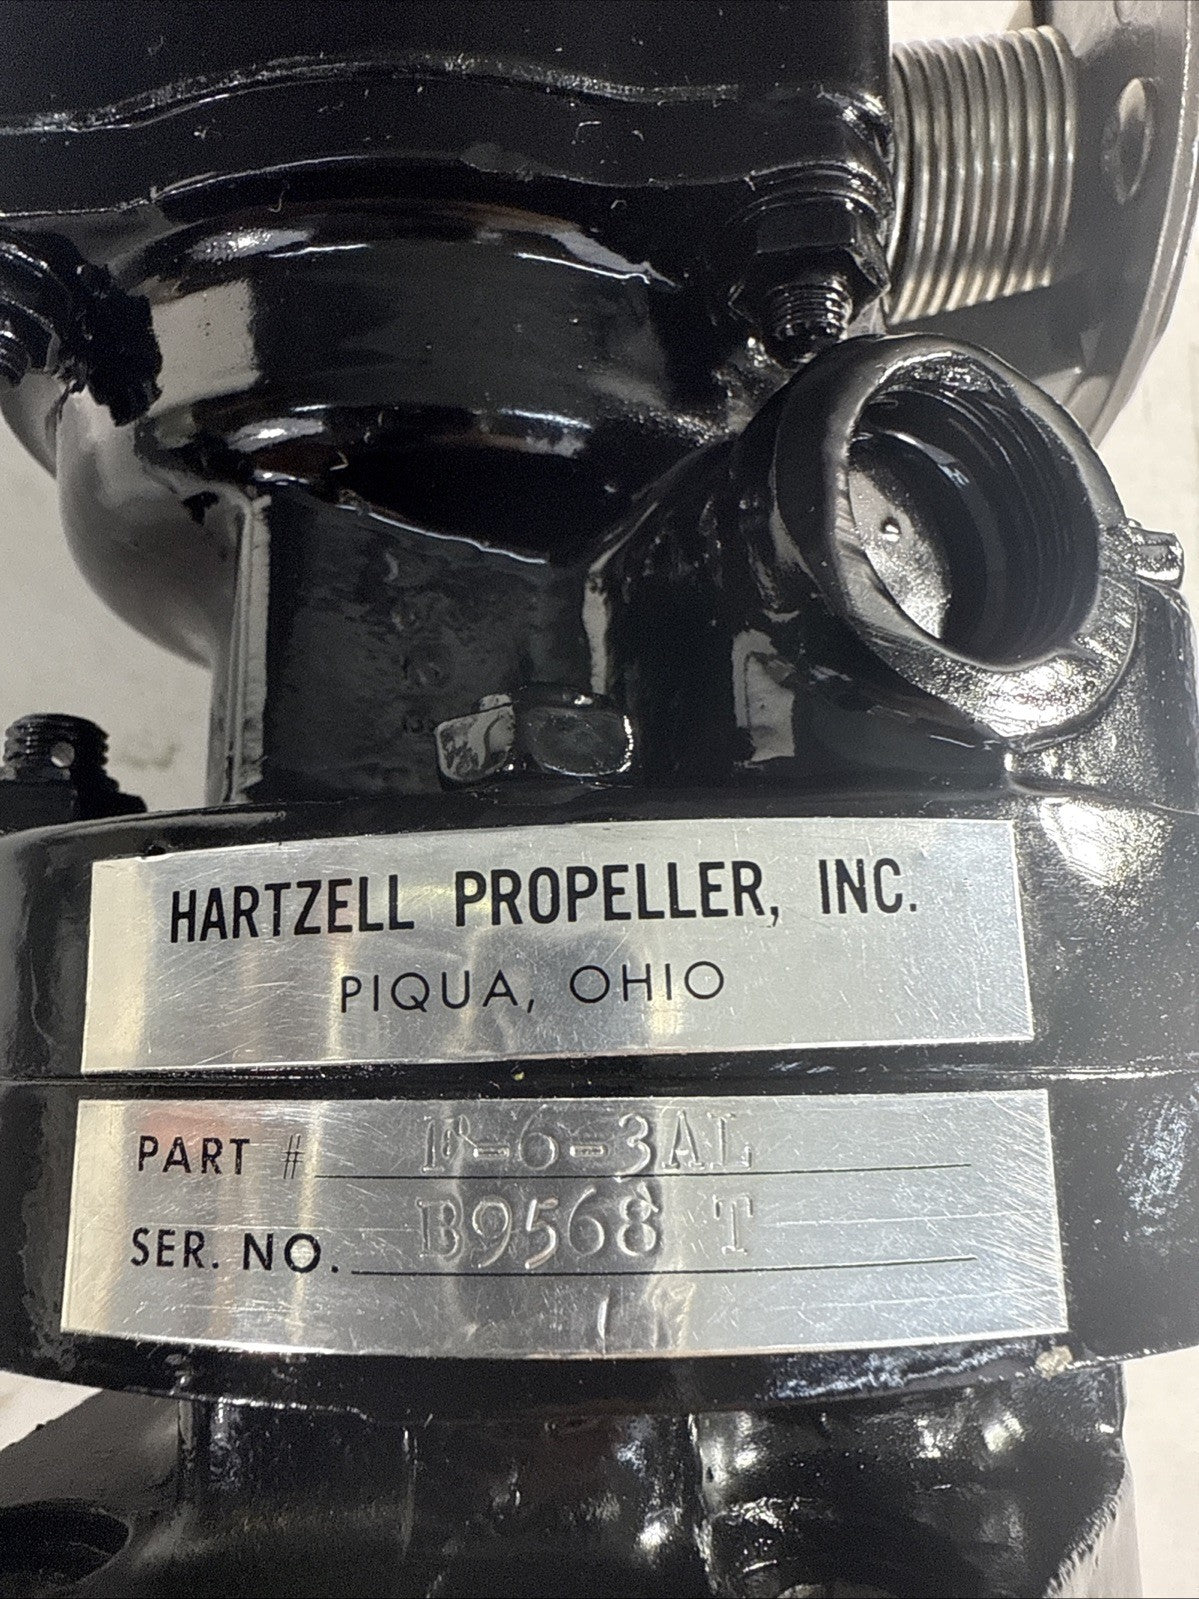 HARTZELL PROPELLER, INC.
PIQUA, OHIO
PART # F-6-3AL
SER. NO. B9568 T